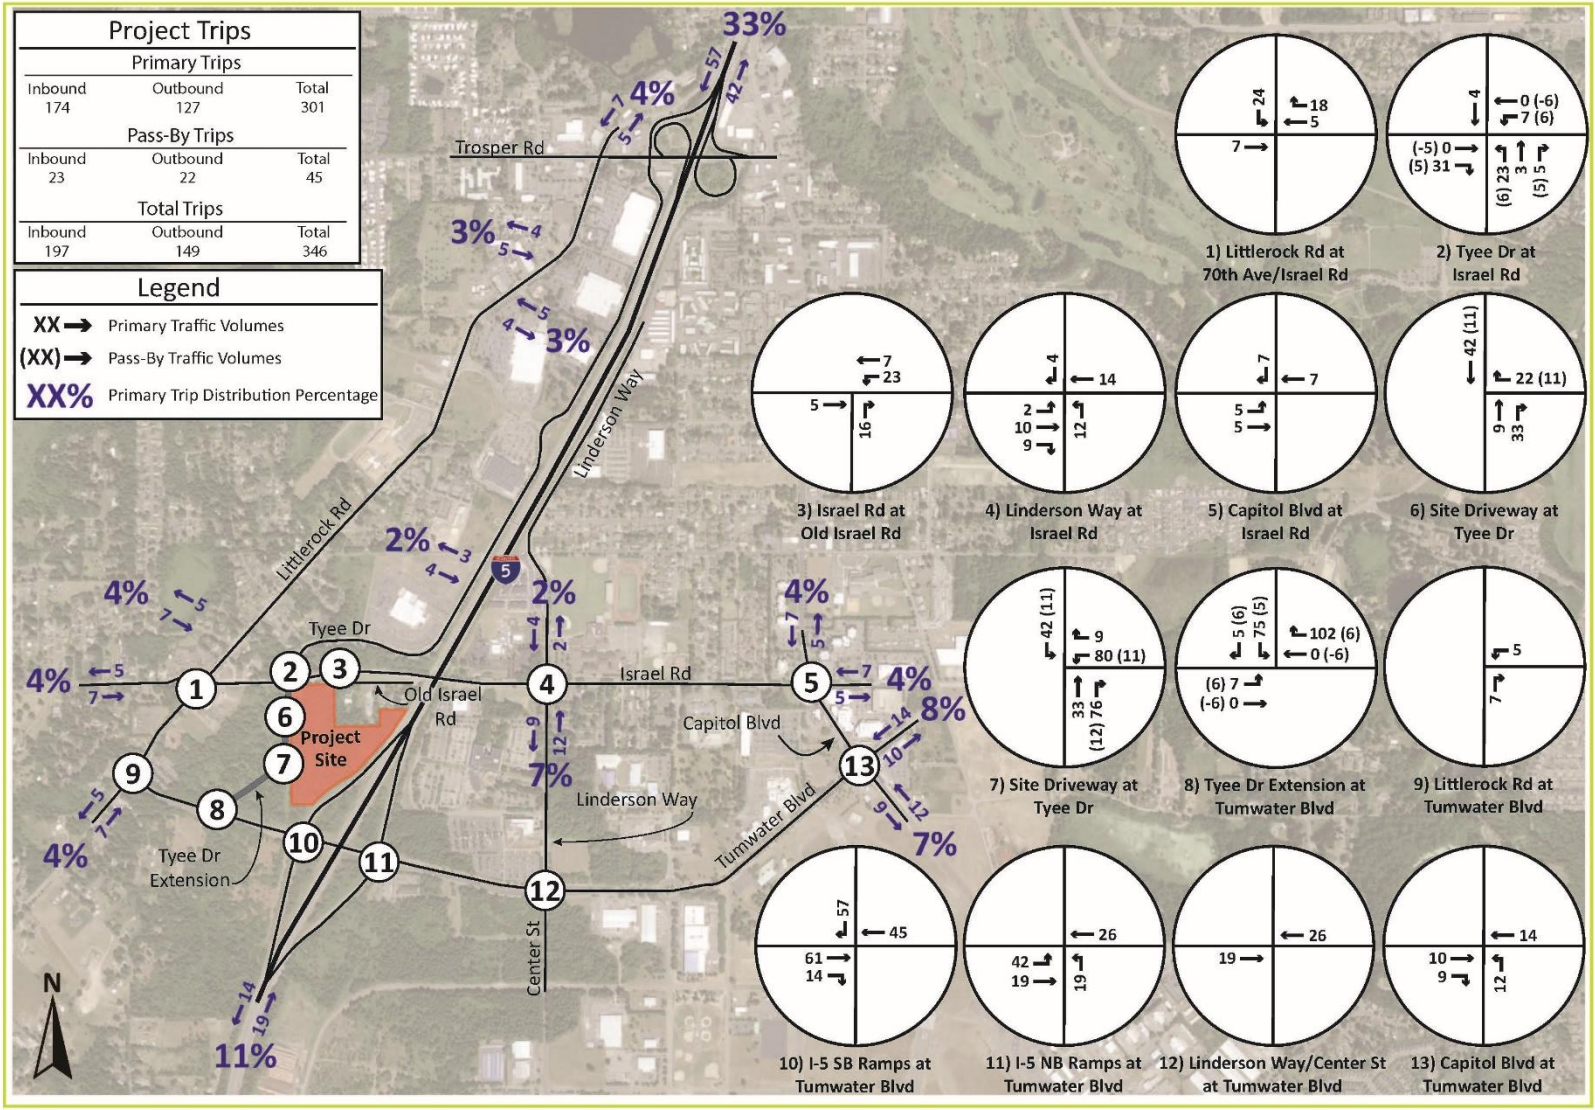 Project Trips
Primary Trips
Inbound Outbound Total
174 127 301
Pass-By Trips
Inbound Outbound Total
23 22 45
Total Trips
Inbound Outbound Total
197 149 346
Legend
XX Primary Traffic Volumes
(XX) Pass-By Traffic Volumes
XX% Primary Trip Distribution Percentage
33%
57
42
4%
7
5
Trosper Rd
3%
4
5
5
4
3%
Linderson Way
Littlerock Rd
2%
3
4
5
4%
5
7
2%
4
2
4%
7
5
Tyee Dr
4%
5
7
1
2
3
4
Israel Rd
5
7
5
4%
Old Israel
Rd
6
Project
Site
7
9
12
7%
Capitol Blvd
14
10
8%
13
9
8
5
7
4%
Tyee Dr
Extension
10
11
Linderson Way
Tumwater Blvd
12
9
12
7%
Center St
14
19
11%
N
24
18
5
7
1) Littlerock Rd at
70th Ave/Israel Rd
4
0 (-6)
7 (6)
(-5) 0
(5) 31
(6) 23
3
(5) 5
2) Tyee Dr at
Israel Rd
7
23
5
16
3) Israel Rd at
Old Israel Rd
4
14
2
10
9
12
4) Linderson Way at
Israel Rd
7
7
5
5
5) Capitol Blvd at
Israel Rd
42 (11)
22 (11)
9
33
6) Site Driveway at
Tyee Dr
42 (11)
9
80 (11)
33
(12) 76
7) Site Driveway at
Tyee Dr
5 (6)
75 (5)
102 (6)
0 (-6)
(6) 7
(-6) 0
8) Tyee Dr Extension at
Tumwater Blvd
5
7
9) Littlerock Rd at
Tumwater Blvd
57
45
61
14
10) I-5 SB Ramps at
Tumwater Blvd
26
42
19
19
11) I-5 NB Ramps at
Tumwater Blvd
26
19
12) Linderson Way/Center St
at Tumwater Blvd
14
10
9
12
13) Capitol Blvd at
Tumwater Blvd